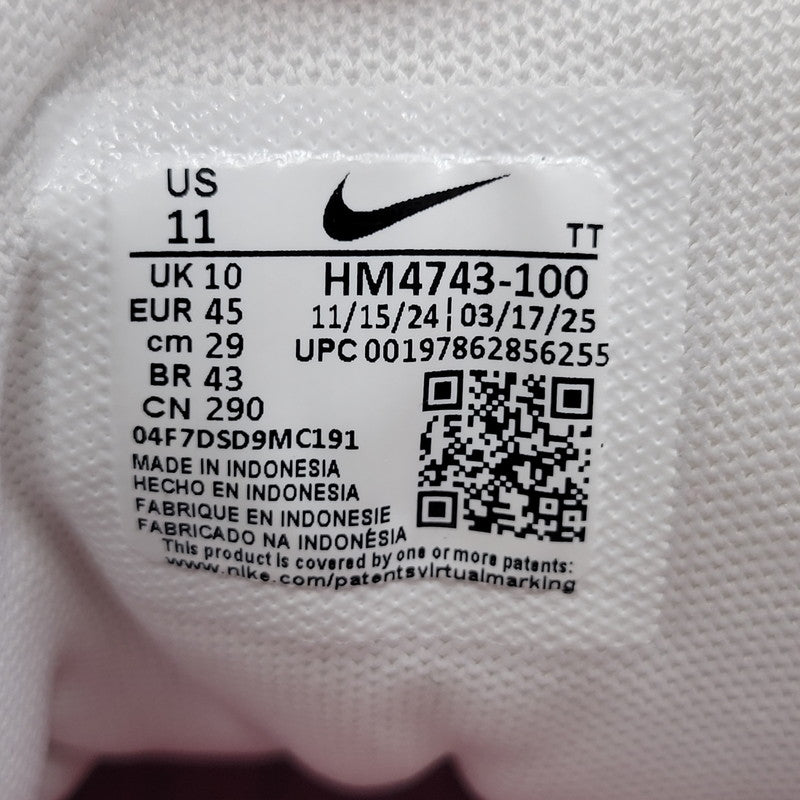 US
11
TT
UK 10
EUR 45
cm 29
BR 43
CN 290
HM4743-100
11/15/24 | 03/17/25
UPC 00197862856255
04F7DSD9MC191
MADE IN INDONESIA
HECHO EN INDONESIA
FABRIQUE EN INDONESIE
FABRICADO NA INDONÉSIA
This product is covered by one or more patents:
www.nike.com/patentsvirtualmarking